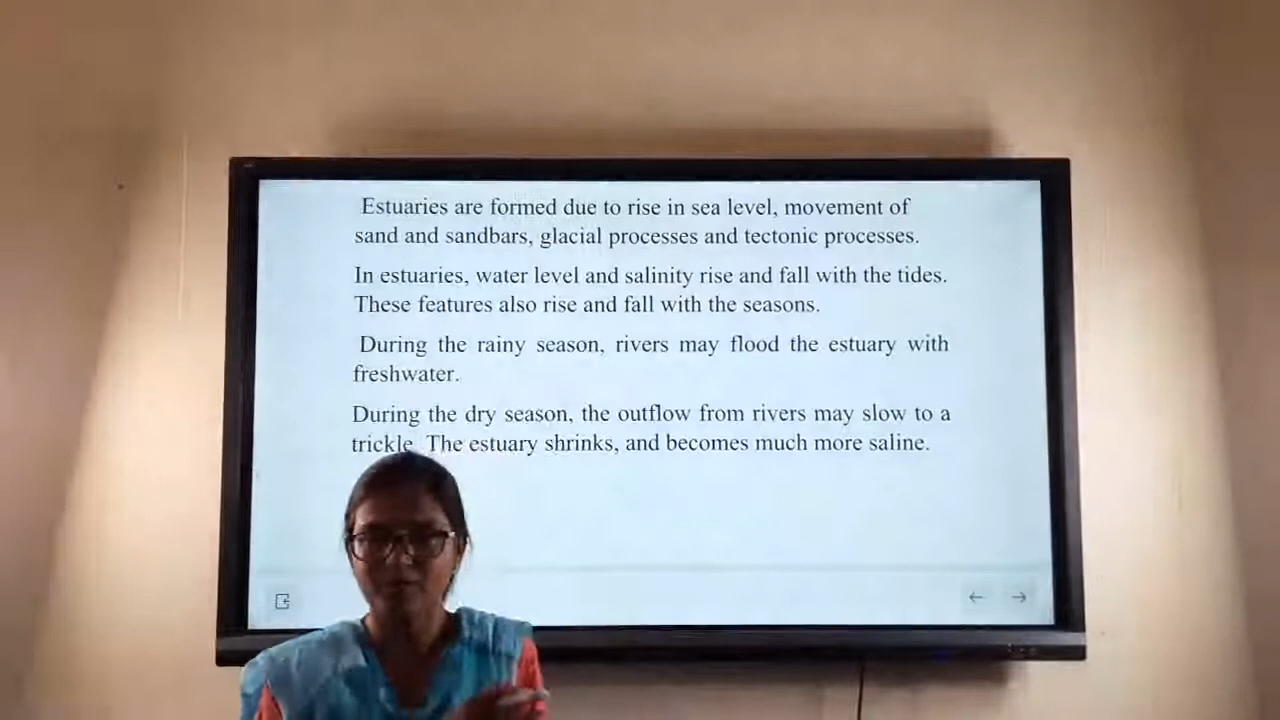 Estuaries are formed due to rise in sea level, movement of
sand and sandbars, glacial processes and tectonic processes.
In estuaries, water level and salinity rise and fall with the tides.
These features also rise and fall with the seasons.
During the rainy season, rivers may flood the estuary with
freshwater.
During the dry season, the outflow from rivers may slow to a
trickle. The estuary shrinks, and becomes much more saline.